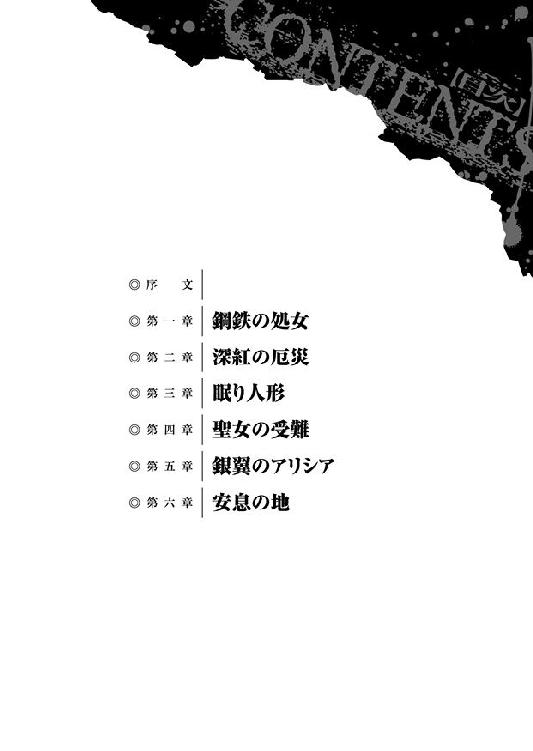 CONTENTS
【目次】
◎序 文
◎第一章 鋼鉄の処女
◎第二章 深紅の厄災
◎第三章 眠り人形
◎第四章 聖女の受難
◎第五章 銀翼のアリシア
◎第六章 安息の地